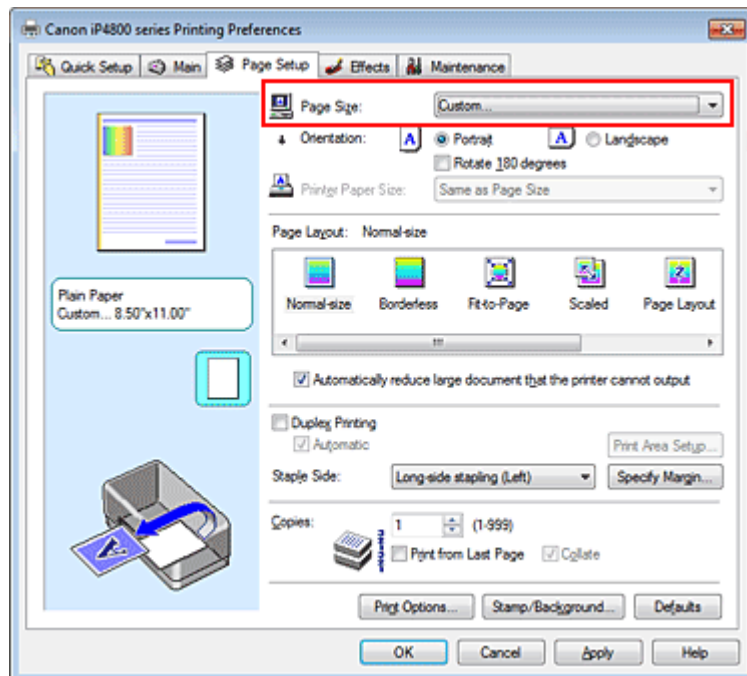 Canon iP4800 series Printing Preferences
Quick Setup Main Page Setup Effects Maintenance
Page Size: Custom...
Orientation: A Portrait A Landscape
Rotate 180 degrees
Printer Paper Size: Same as Page Size
Page Layout: Normal-size
Normal-size Borderless Fit-to-Page Scaled Page Layout
Plain Paper
Custom... 8.50"x11.00"
Automatically reduce large document that the printer cannot output
Duplex Printing
Automatic Print Area Setup...
Staple Side: Long-side stapling (Left) Specify Margin...
Copies: 1 (1-999)
Print from Last Page Collate
Print Options... Stamp/Background... Defaults
OK Cancel Apply Help